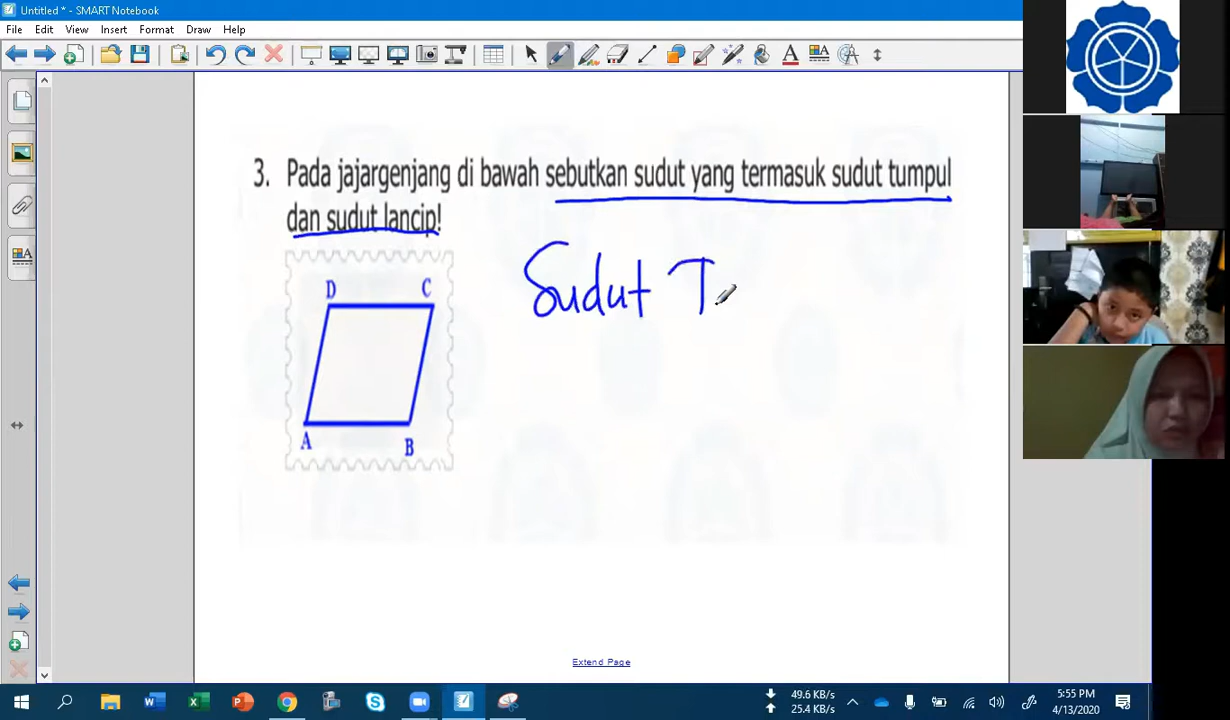 Untitled * - SMART Notebook
File Edit View Insert Format Draw Help
3. Pada jajargenjang di bawah sebutkan sudut yang termasuk sudut tumpul
dan sudut lancip!
Sudut T
D C
A B
Extend Page
49.6 KB/s
25.4 KB/s
5:55 PM
4/13/2020